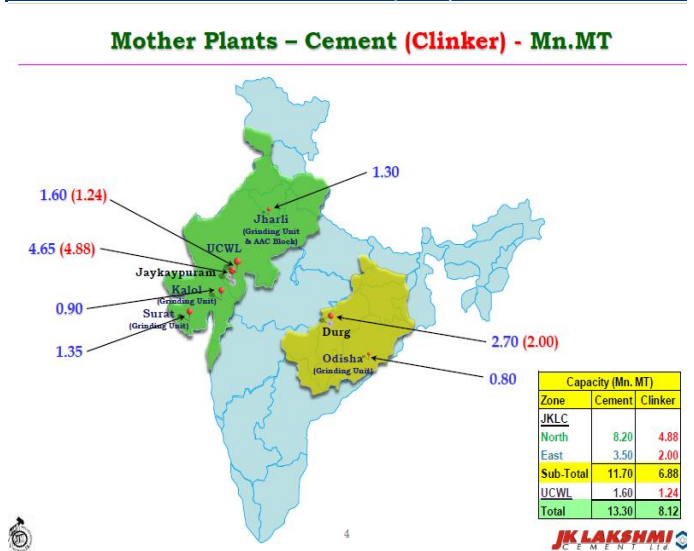 Mother Plants – Cement (Clinker) - Mn.MT
1.30
1.60 (1.24)
Jharli
(Grinding Unit
& AAC Block)
UCWL
4.65 (4.88)
Jaykaypuram
Kalol
(Grinding Unit)
0.90
Surat
(Grinding Unit)
1.35
Durg
2.70 (2.00)
Odisha
(Grinding Unit)
0.80
Capacity (Mn. MT)
Zone Cement Clinker
JKLC
North 8.20 4.88
East 3.50 2.00
Sub-Total 11.70 6.88
UCWL 1.60 1.24
Total 13.30 8.12
4
JK LAKSHMI
CEMENT Ltd.